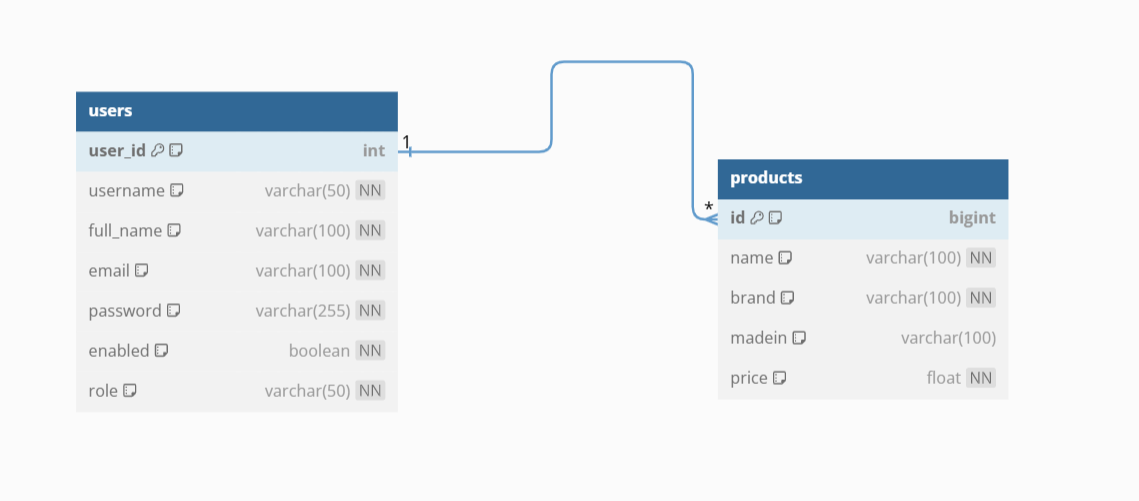 users
user_id int
username varchar(50) NN
full_name varchar(100) NN
email varchar(100) NN
password varchar(255) NN
enabled boolean NN
role varchar(50) NN
1
*
products
id bigint
name varchar(100) NN
brand varchar(100) NN
madein varchar(100)
price float NN